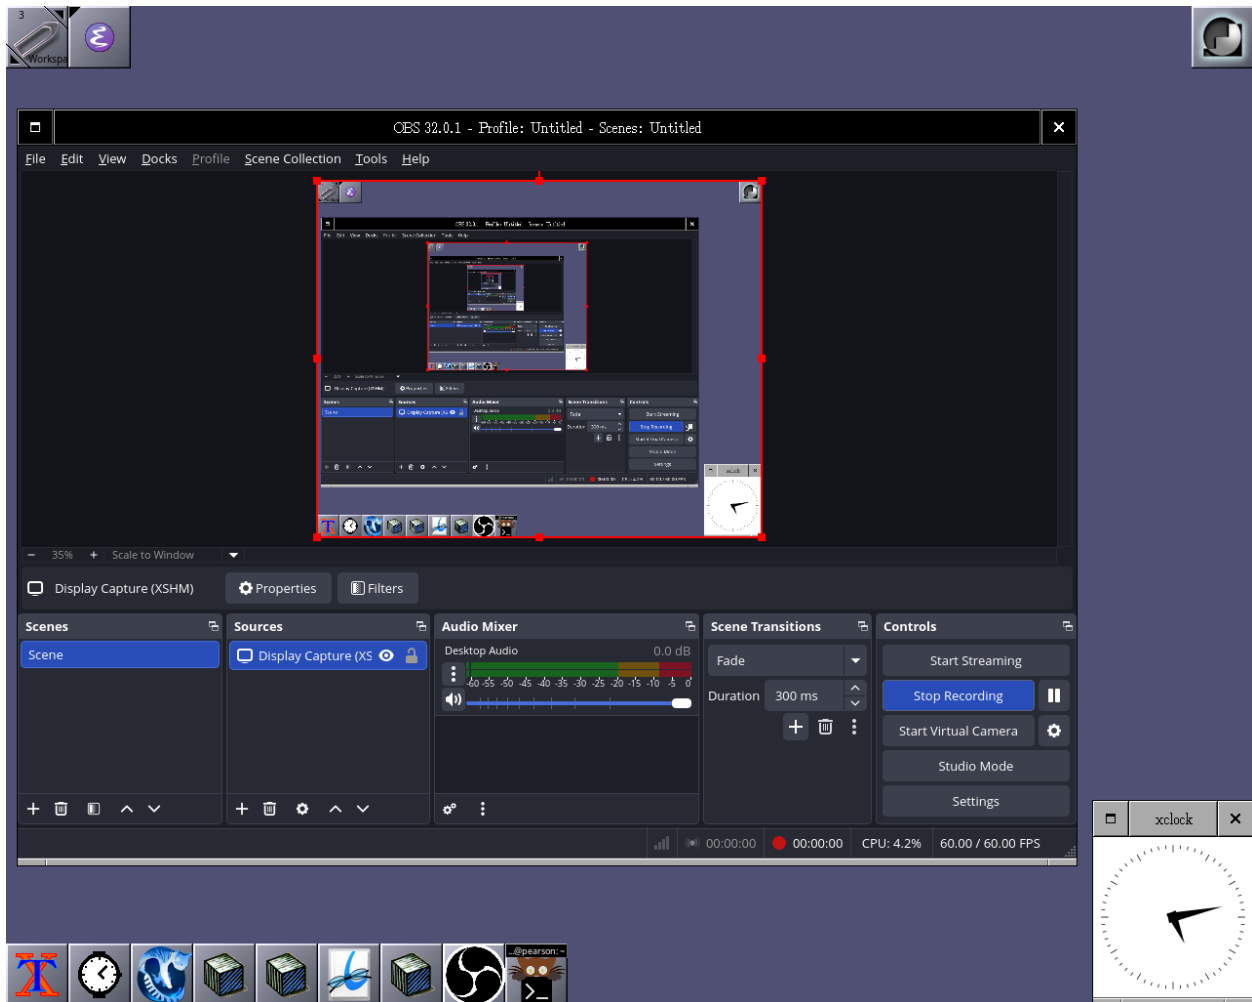 3
Workspa
OBS 32.0.1 - Profile: Untitled - Scenes: Untitled
File Edit View Docks Profile Scene Collection Tools Help
35% Scale to Window
Display Capture (XSHM) Properties Filters
Scenes Sources Audio Mixer Scene Transitions Controls
Scene
Display Capture (XS
Desktop Audio 0.0 dB
-60 -55 -50 -45 -40 -35 -30 -25 -20 -15 -10 -5 0
Fade
Duration 300 ms
Start Streaming
Stop Recording
Start Virtual Camera
Studio Mode
Settings
00:00:00 00:00:00 CPU: 4.2% 60.00 / 60.00 FPS
xclock
...@pearson: ~